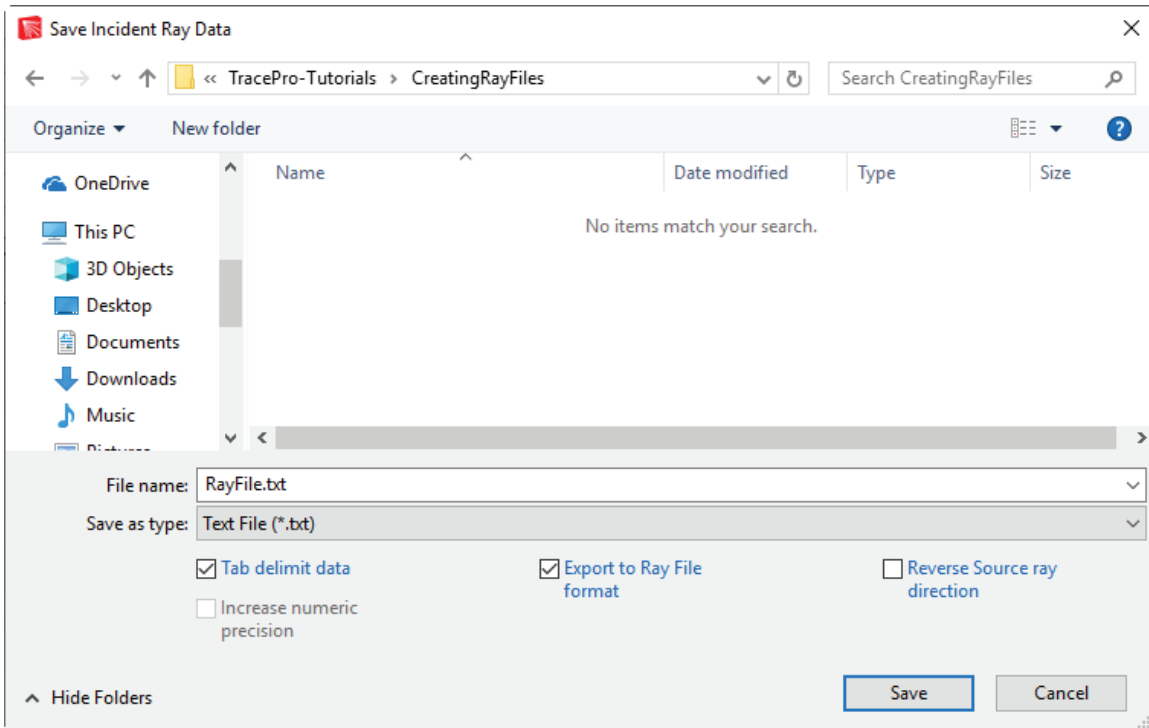 Save Incident Ray Data
« TracePro-Tutorials > CreatingRayFiles
Search CreatingRayFiles
Organize
New folder
?
OneDrive
This PC
3D Objects
Desktop
Documents
Downloads
Music
Pictures
Name
Date modified
Type
Size
No items match your search.
File name: RayFile.txt
Save as type: Text File (*.txt)
Tab delimit data
Increase numeric
precision
Export to Ray File
format
Reverse Source ray
direction
Hide Folders
Save
Cancel